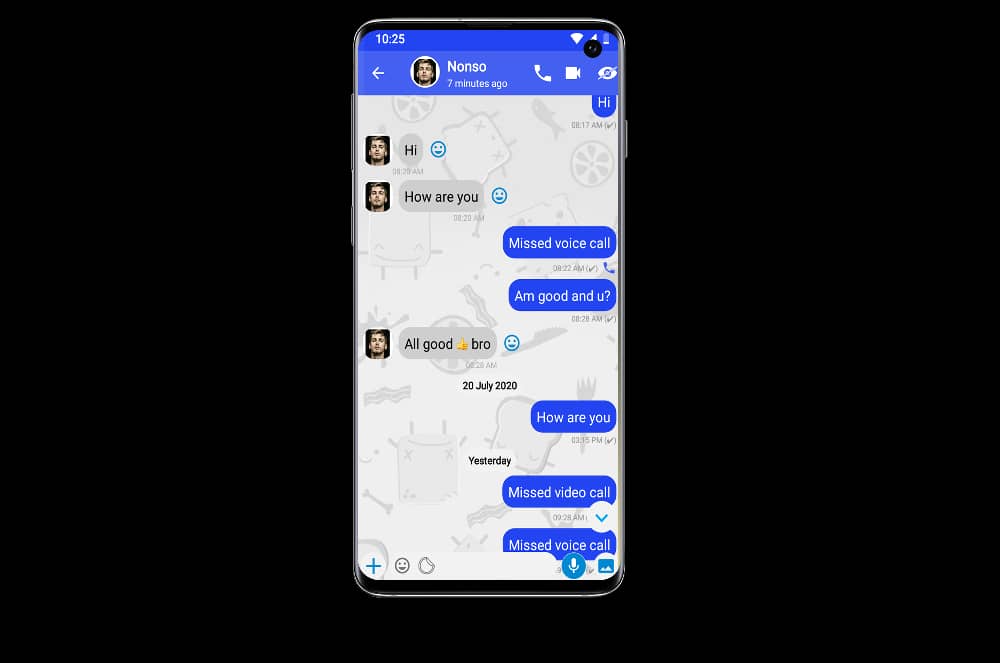 10:25
Nonso
7 minutes ago
Hi
08:17 AM (✓)
Hi
08:20 AM
How are you
08:20 AM
Missed voice call
08:22 AM (✓)
Am good and u?
08:28 AM (✓)
All good 👍 bro
08:28 AM
20 July 2020
How are you
03:15 PM (✓)
Yesterday
Missed video call
09:28 AM
Missed voice call